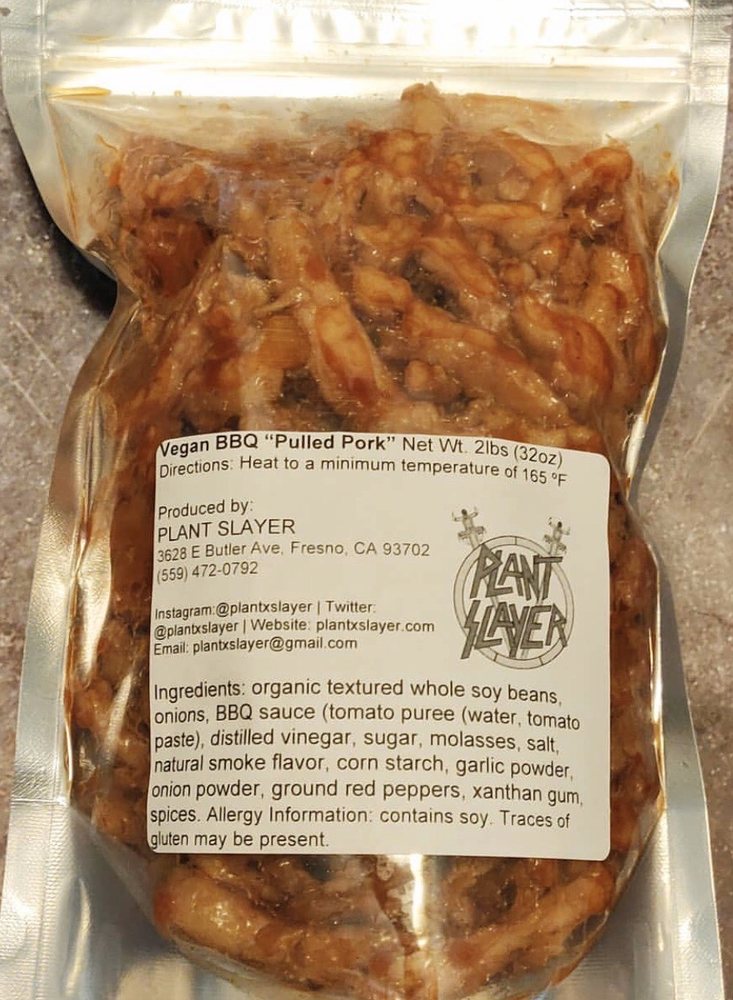 Vegan BBQ “Pulled Pork” Net Wt. 2lbs (32oz)
Directions: Heat to a minimum temperature of 165 ºF
Produced by:
PLANT SLAYER
3628 E Butler Ave, Fresno, CA 93702
(559) 472-0792
Instagram:@plantxslayer | Twitter:
@plantxslayer | Website: plantxslayer.com
Email: plantxslayer@gmail.com
PLANT
SLAYER
Ingredients: organic textured whole soy beans,
onions, BBQ sauce (tomato puree (water, tomato
paste), distilled vinegar, sugar, molasses, salt,
natural smoke flavor, corn starch, garlic powder,
onion powder, ground red peppers, xanthan gum,
spices. Allergy Information: contains soy. Traces of
gluten may be present.